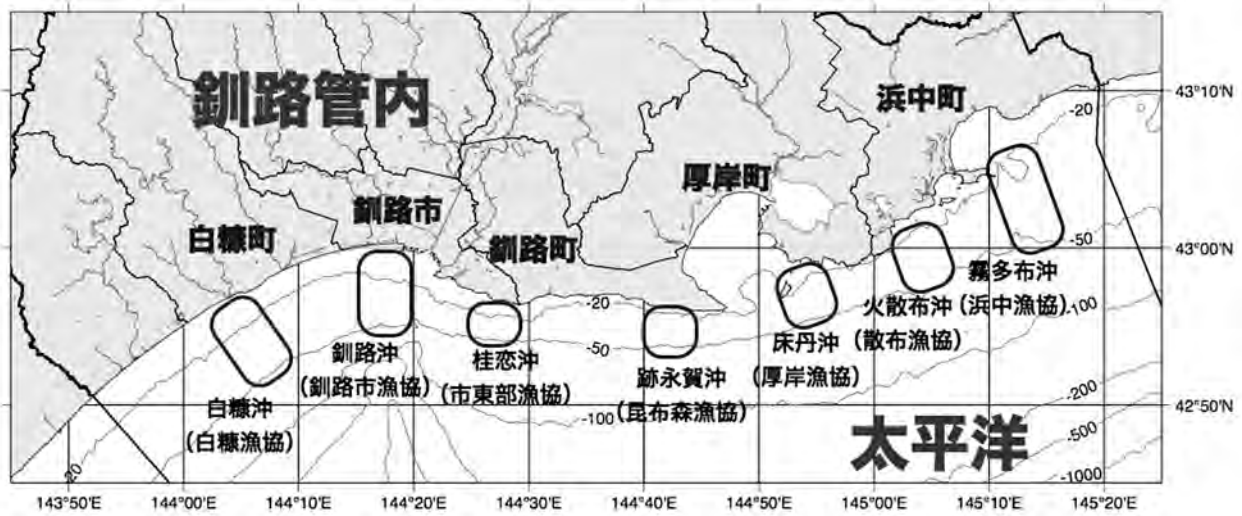 釧路管内
浜中町
厚岸町
釧路市
白糠町
釧路町
-20
43°10'N
-50
43°00'N
霧多布沖
(浜中漁協)
-100
火散布沖
(散布漁協)
床丹沖
(厚岸漁協)
-20
-50
跡永賀沖
(昆布森漁協)
桂恋沖
(市東部漁協)
釧路沖
(釧路市漁協)
白糠沖
(白糠漁協)
-100
42°50'N
太平洋
-200
-500
-1000
-20
143°50'E
144°00'E
144°10'E
144°20'E
144°30'E
144°40'E
144°50'E
145°00'E
145°10'E
145°20'E